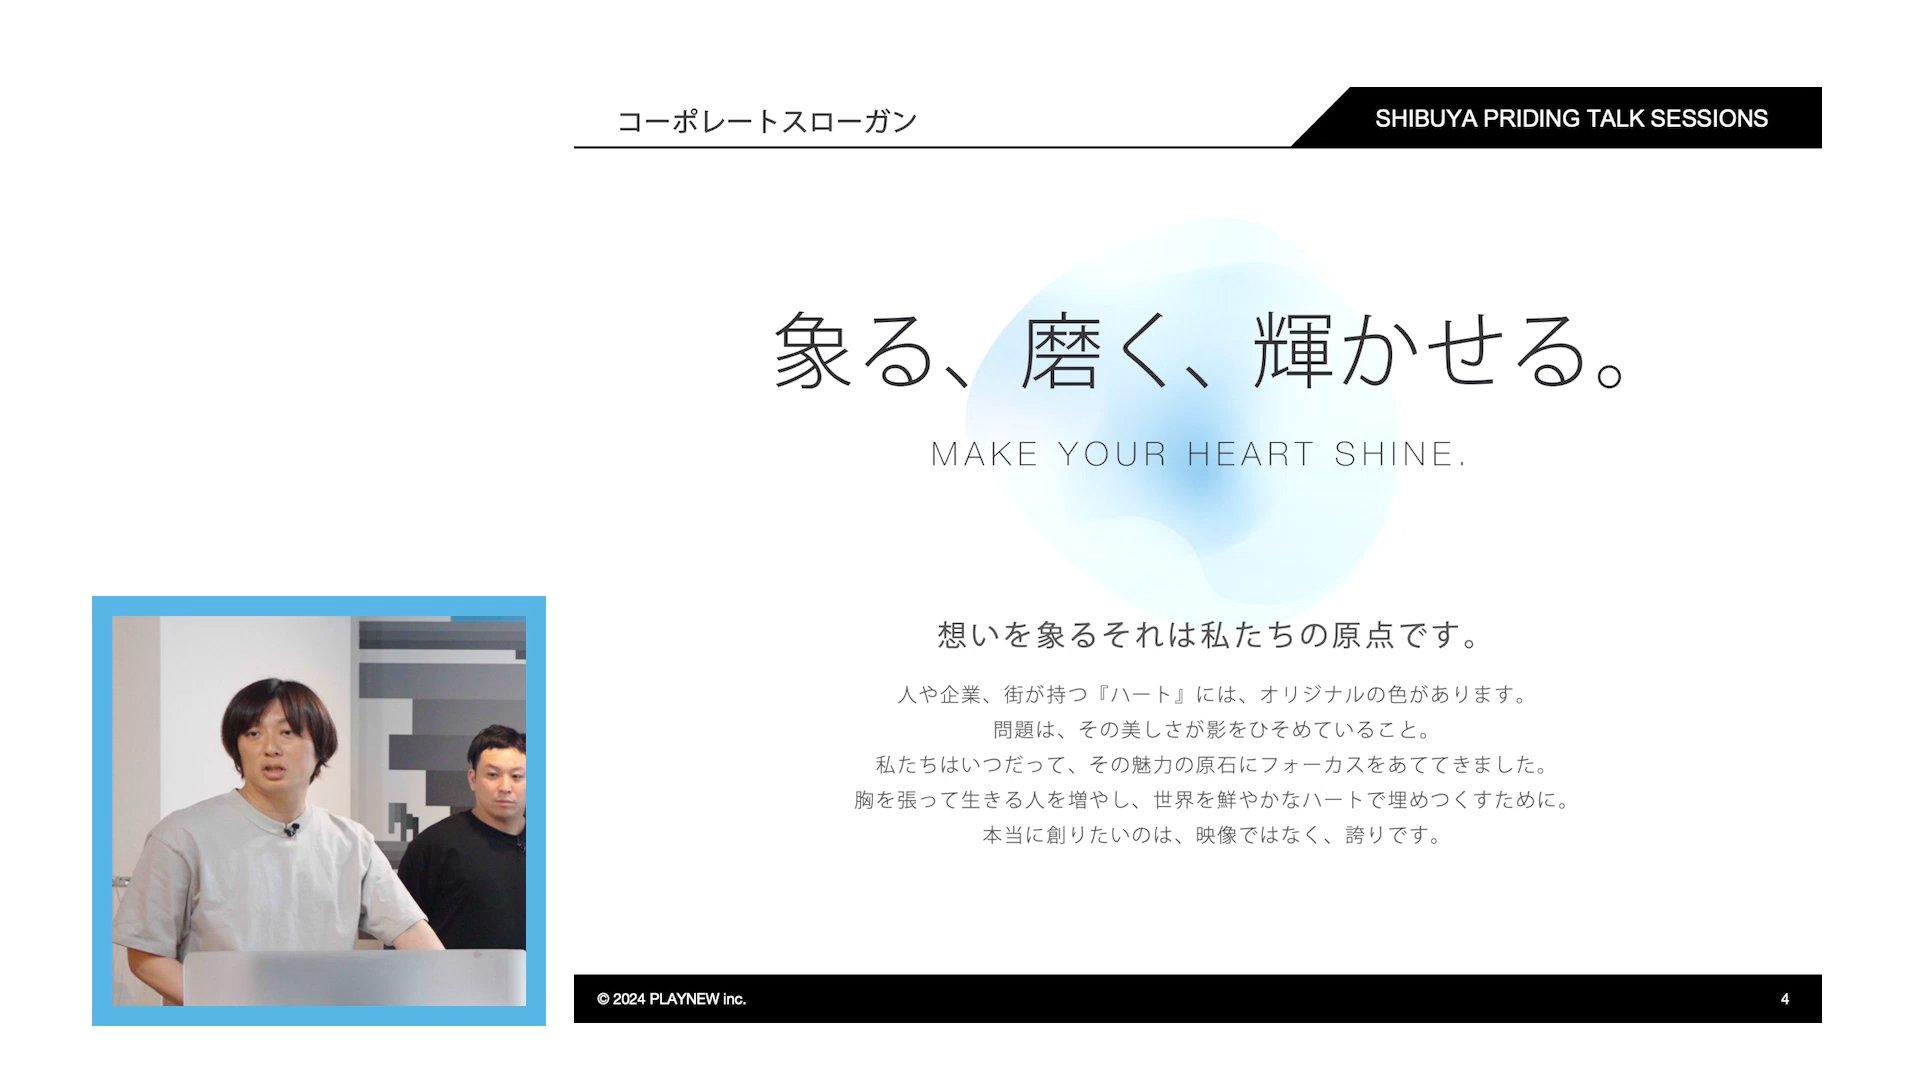 コーポレートスローガン
SHIBUYA PRIDING TALK SESSIONS
象る、磨く、輝かせる。
MAKE YOUR HEART SHINE.
想いを象るそれは私たちの原点です。
人や企業、街が持つ『ハート』には、オリジナルの色があります。
問題は、その美しさが影をひそめていること。
私たちはいつだって、その魅力の原石にフォーカスをあててきました。
胸を張って生きる人を増やし、世界を鮮やかなハートで埋めつくすために。
本当に創りたいのは、映像ではなく、誇りです。
© 2024 PLAYNEW inc.
4